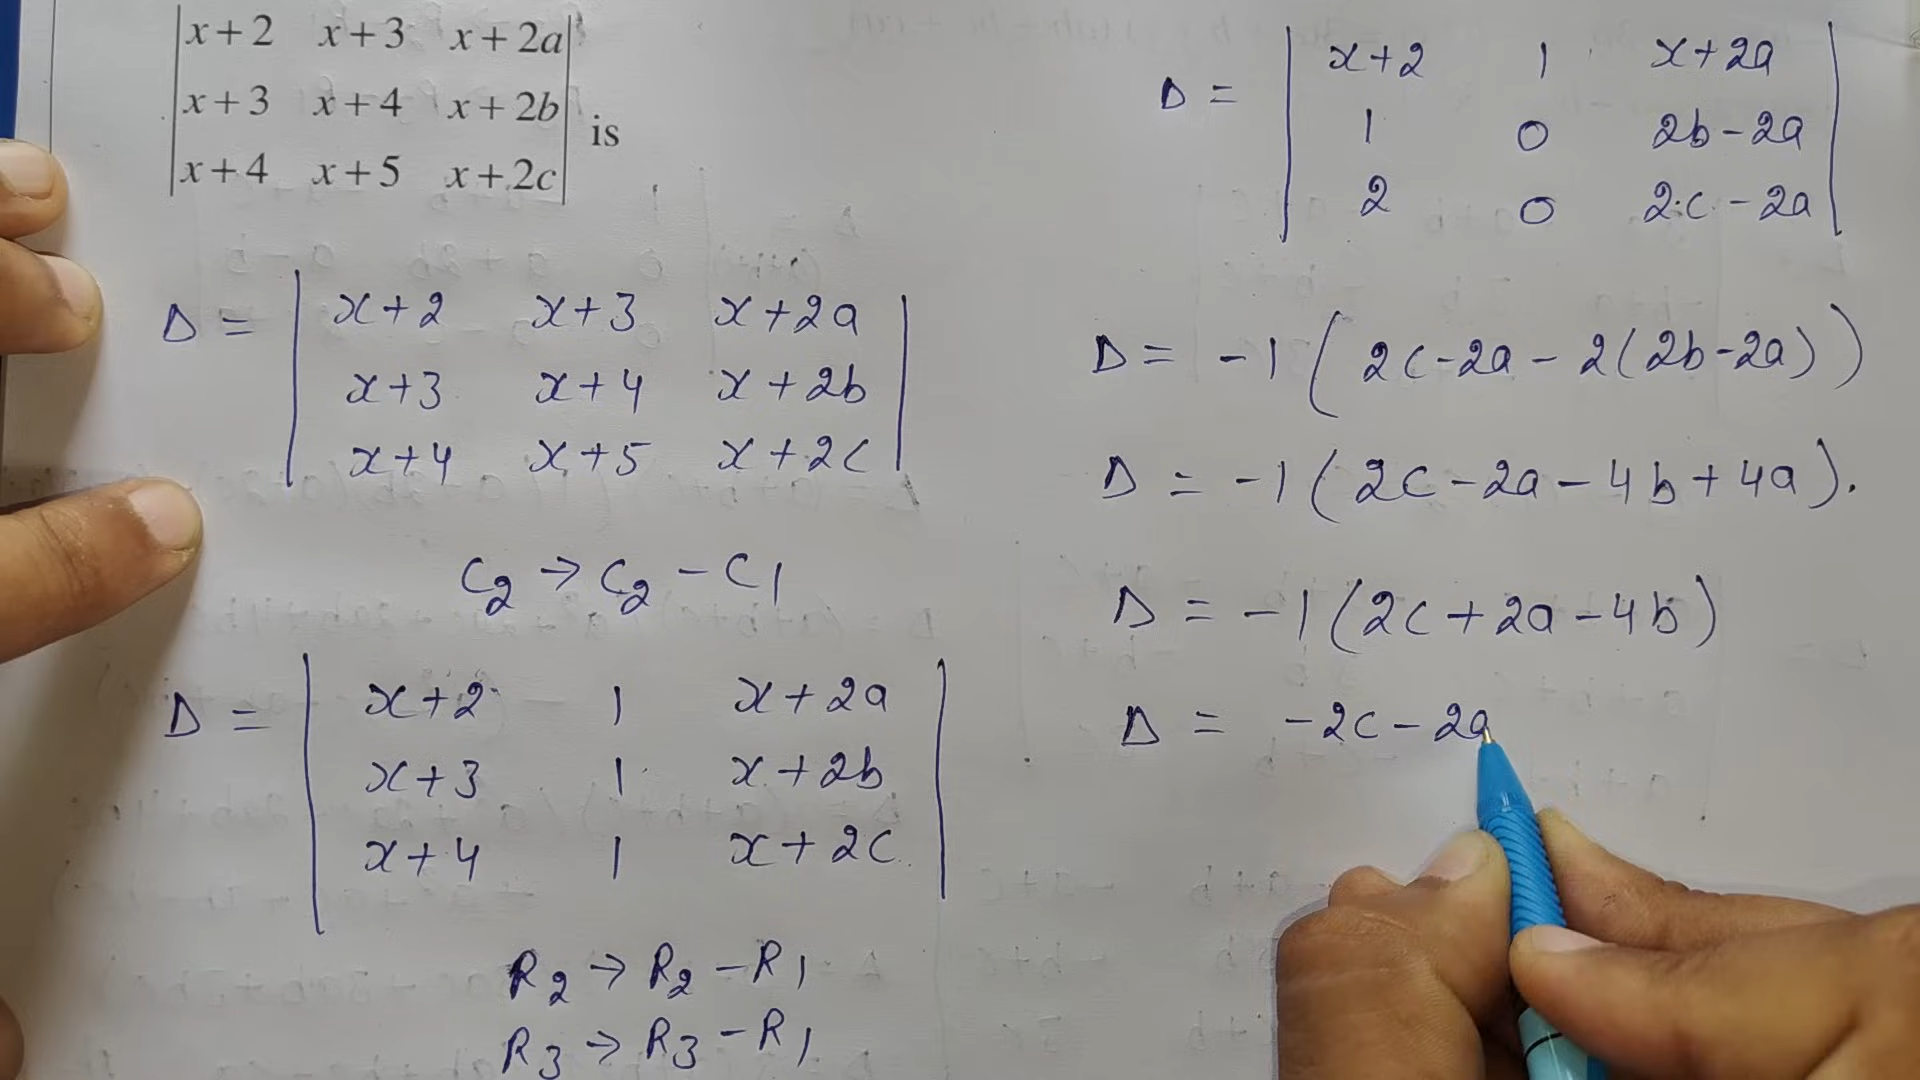 |x+2 x+3 x+2a|
|x+3 x+4 x+2b| is
|x+4 x+5 x+2c|
Δ = |x+2 x+3 x+2a|
|x+3 x+4 x+2b|
|x+4 x+5 x+2c|
C₂ → C₂ - C₁
Δ = |x+2 1 x+2a|
|x+3 1 x+2b|
|x+4 1 x+2c|
R₂ → R₂ - R₁
R₃ → R₃ - R₁
Δ = |x+2 1 x+2a|
|1 0 2b-2a|
|2 0 2c-2a|
Δ = -1(2c-2a-2(2b-2a))
Δ = -1(2c-2a-4b+4a).
Δ = -1(2c+2a-4b)
Δ = -2c-2a